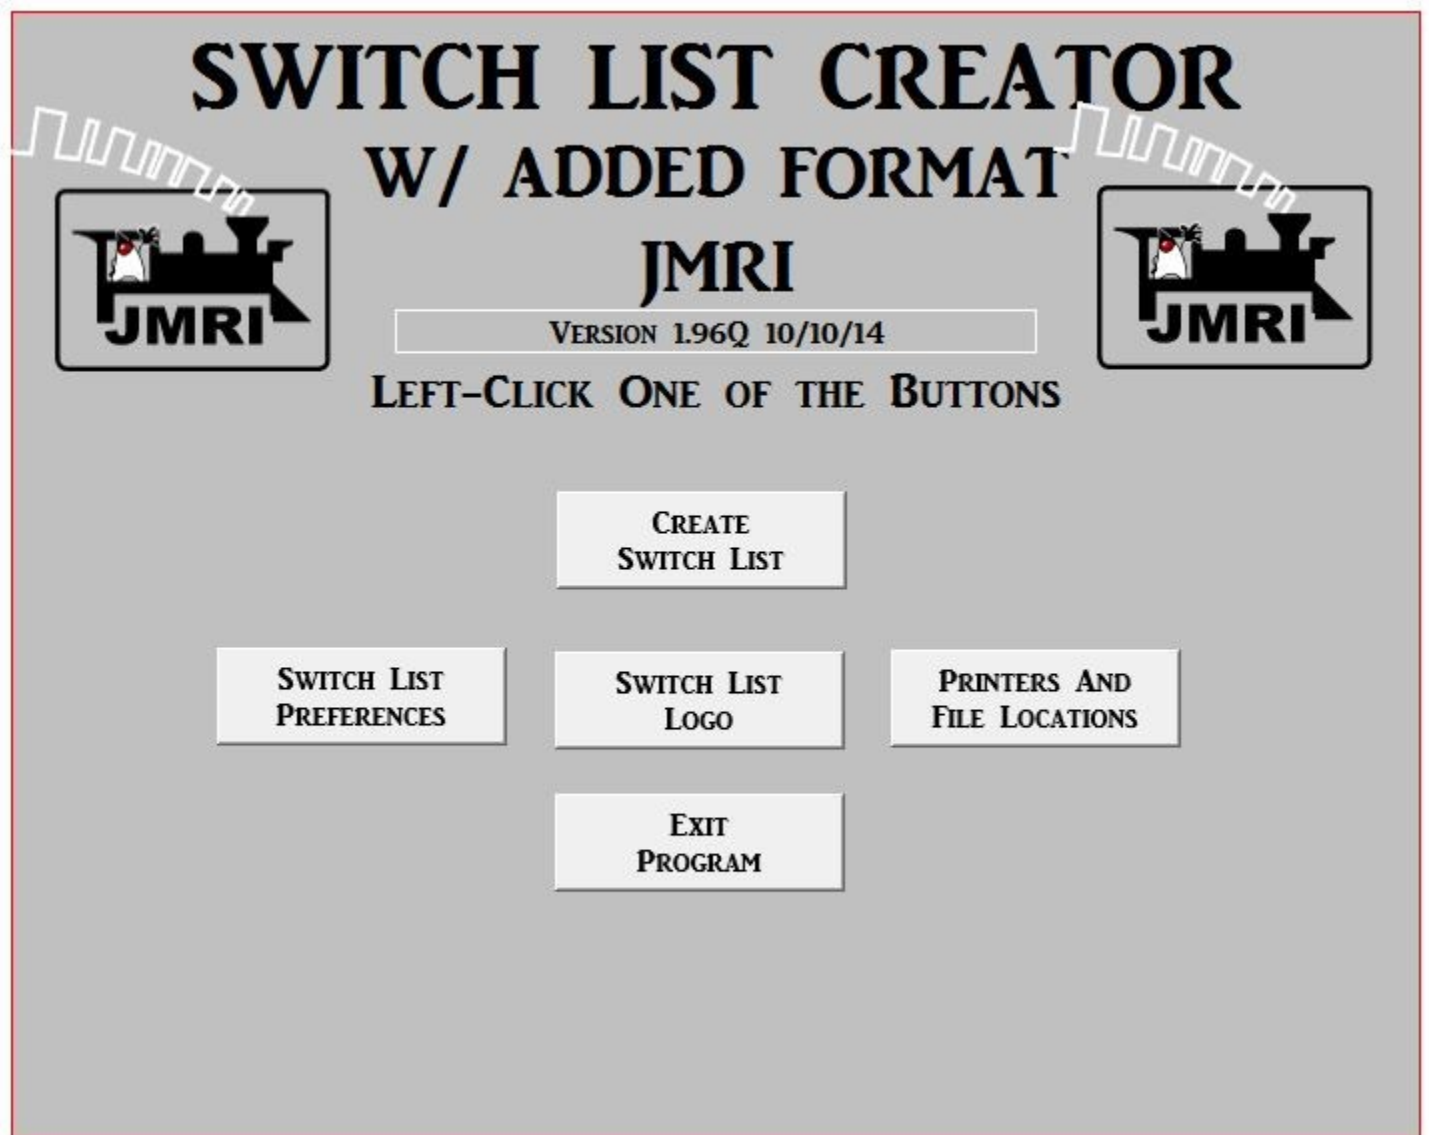 SWITCH LIST CREATOR
W/ ADDED FORMAT
JMRI
JMRI
JMRI
VERSION 1.96Q 10/10/14
LEFT-CLICK ONE OF THE BUTTONS
CREATE
SWITCH LIST
SWITCH LIST
PREFERENCES
SWITCH LIST
LOGO
PRINTERS AND
FILE LOCATIONS
EXIT
PROGRAM